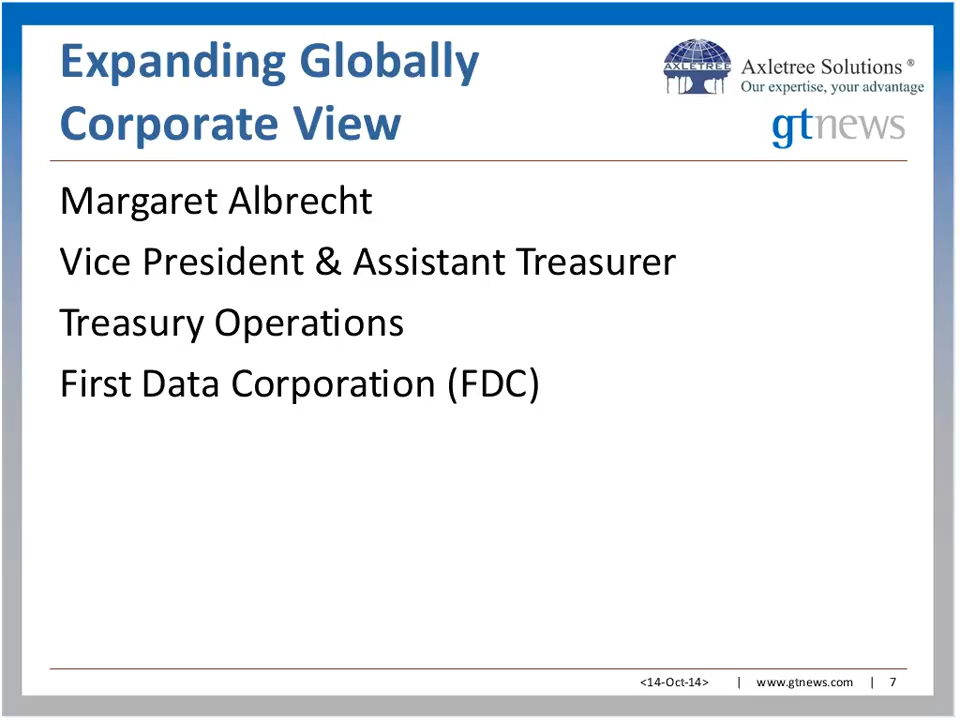 Expanding Globally
Corporate View
AXLETREE
Axletree Solutions ®
Our expertise, your advantage
gtnews
Margaret Albrecht
Vice President & Assistant Treasurer
Treasury Operations
First Data Corporation (FDC)
<14-Oct-14> | www.gtnews.com | 7